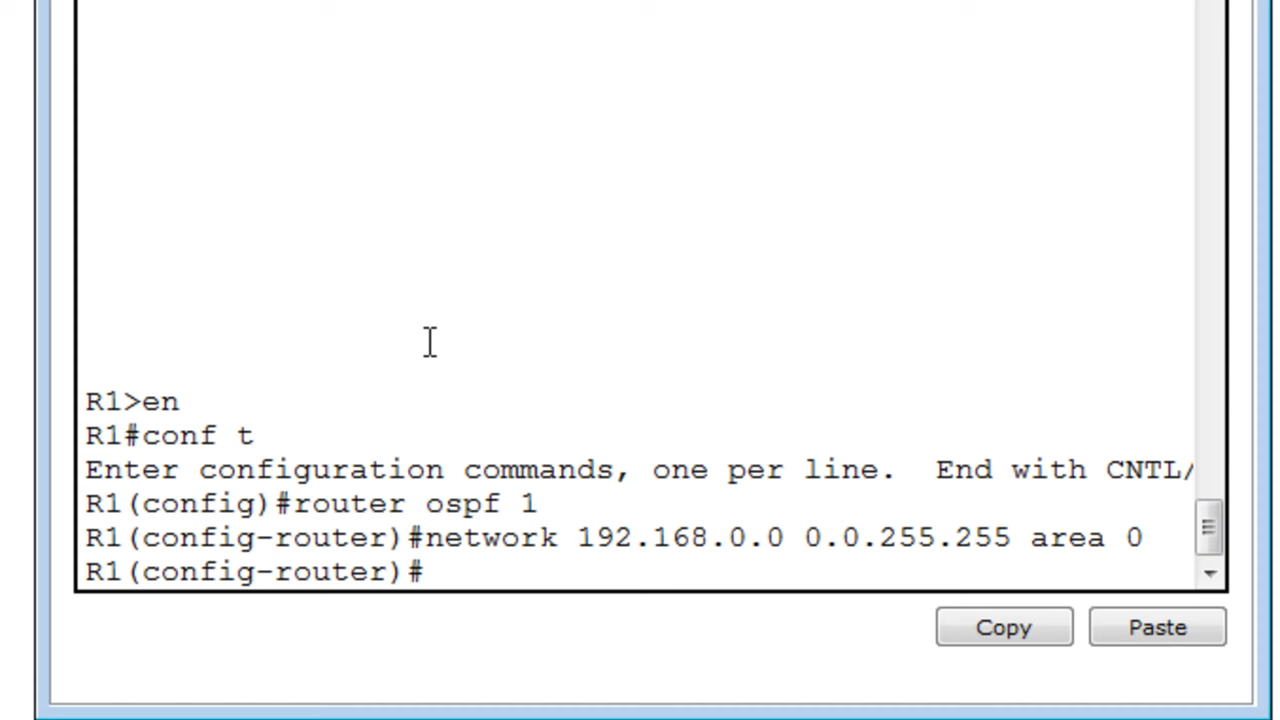 R1>en
R1#conf t
Enter configuration commands, one per line.  End with CNTL/
R1(config)#router ospf 1
R1(config-router)#network 192.168.0.0 0.0.255.255 area 0
R1(config-router)#
Copy Paste